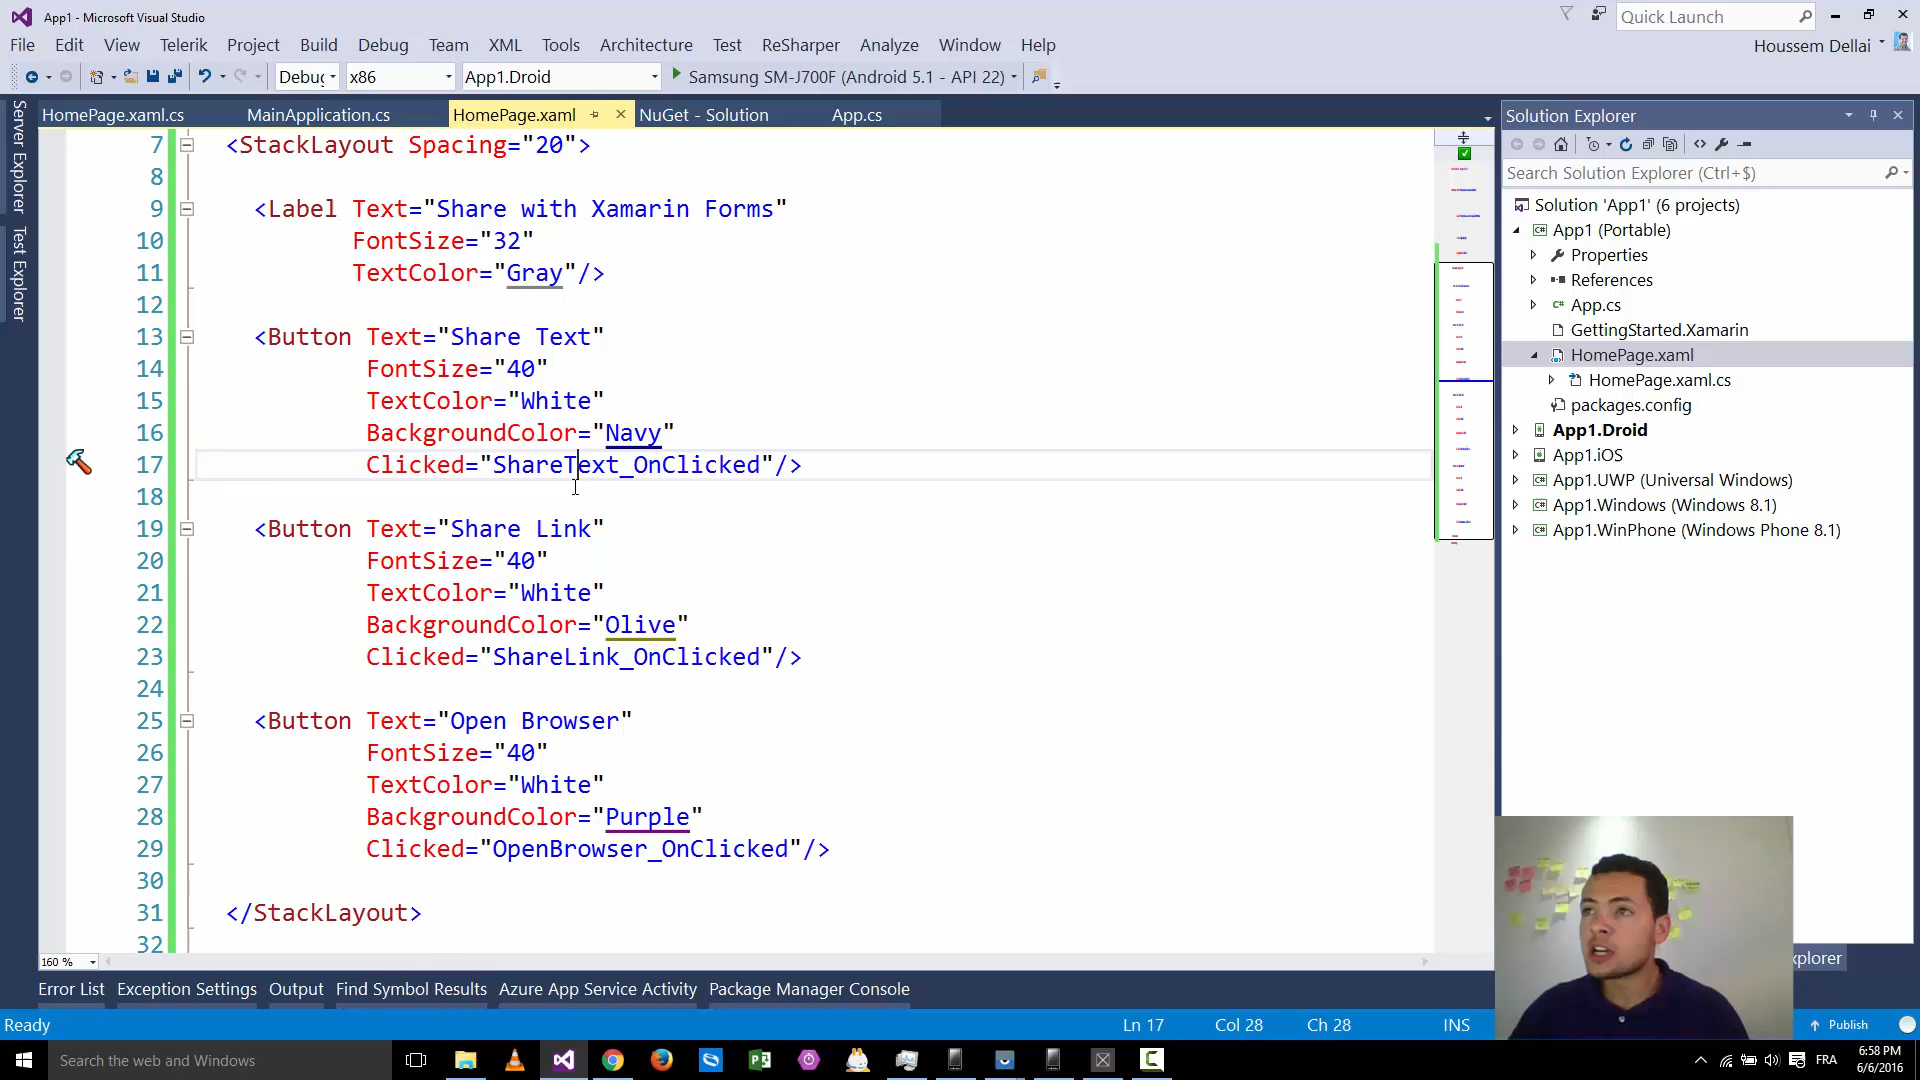 App1 - Microsoft Visual Studio
Quick Launch
File Edit View Telerik Project Build Debug Team XML Tools Architecture Test ReSharper Analyze Window Help
Houssem Dellai
Debug x86 App1.Droid Samsung SM-J700F (Android 5.1 - API 22)
Server Explorer
Test Explorer
HomePage.xaml.cs MainApplication.cs HomePage.xaml NuGet - Solution App.cs
7 <StackLayout Spacing="20">
8
9 <Label Text="Share with Xamarin Forms"
10 FontSize="32"
11 TextColor="Gray"/>
12
13 <Button Text="Share Text"
14 FontSize="40"
15 TextColor="White"
16 BackgroundColor="Navy"
17 Clicked="ShareText_OnClicked"/>
18
19 <Button Text="Share Link"
20 FontSize="40"
21 TextColor="White"
22 BackgroundColor="Olive"
23 Clicked="ShareLink_OnClicked"/>
24
25 <Button Text="Open Browser"
26 FontSize="40"
27 TextColor="White"
28 BackgroundColor="Purple"
29 Clicked="OpenBrowser_OnClicked"/>
30
31 </StackLayout>
32
160 %
Solution Explorer
Search Solution Explorer (Ctrl+$)
Solution 'App1' (6 projects)
App1 (Portable)
Properties
References
App.cs
GettingStarted.Xamarin
HomePage.xaml
HomePage.xaml.cs
packages.config
App1.Droid
App1.iOS
App1.UWP (Universal Windows)
App1.Windows (Windows 8.1)
App1.WinPhone (Windows Phone 8.1)
xplorer
Error List Exception Settings Output Find Symbol Results Azure App Service Activity Package Manager Console
Ready Ln 17 Col 28 Ch 28 INS Publish
Search the web and Windows
FRA
6:58 PM
6/6/2016